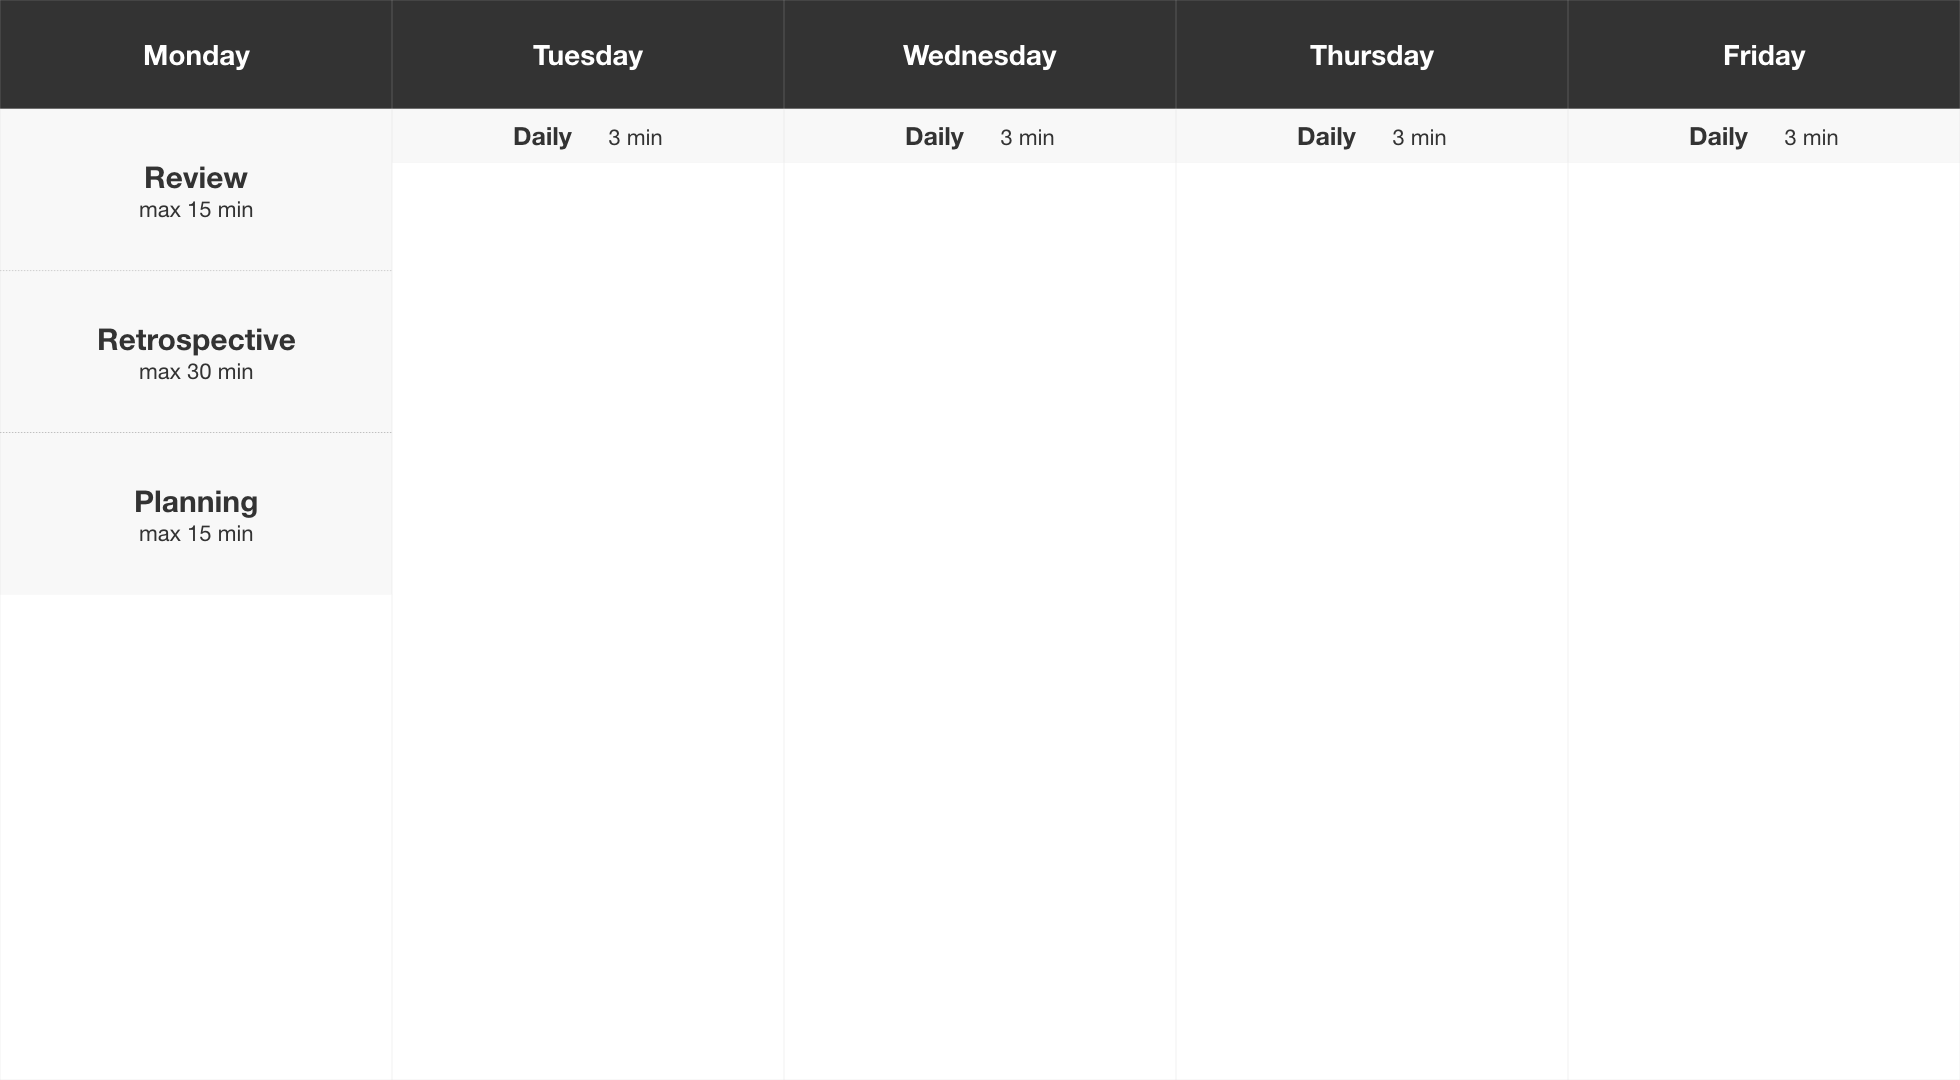 Monday Tuesday Wednesday Thursday Friday
Daily 3 min Daily 3 min Daily 3 min Daily 3 min
Review
max 15 min
Retrospective
max 30 min
Planning
max 15 min